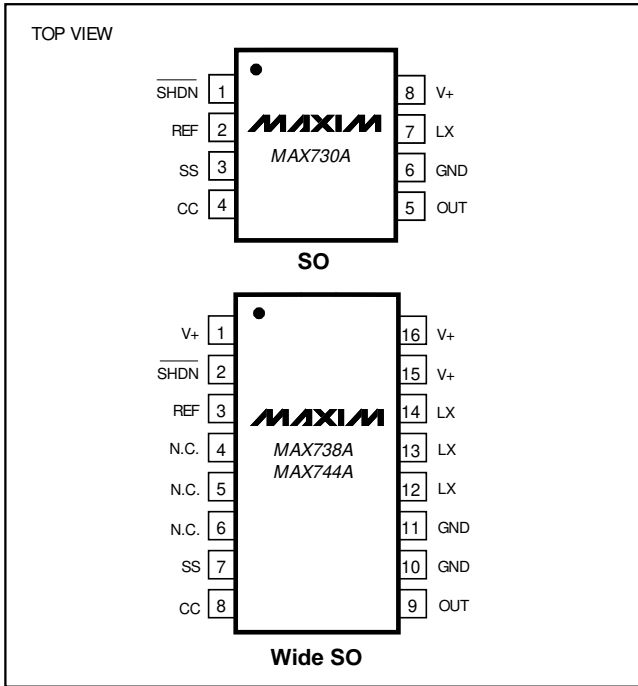 TOP VIEW
SHDN 1
REF 2
SS 3
CC 4
MAXIM
MAX730A
8 V+
7 LX
6 GND
5 OUT
SO
V+ 1
SHDN 2
REF 3
N.C. 4
N.C. 5
N.C. 6
SS 7
CC 8
MAXIM
MAX738A
MAX744A
16 V+
15 V+
14 LX
13 LX
12 LX
11 GND
10 GND
9 OUT
Wide SO